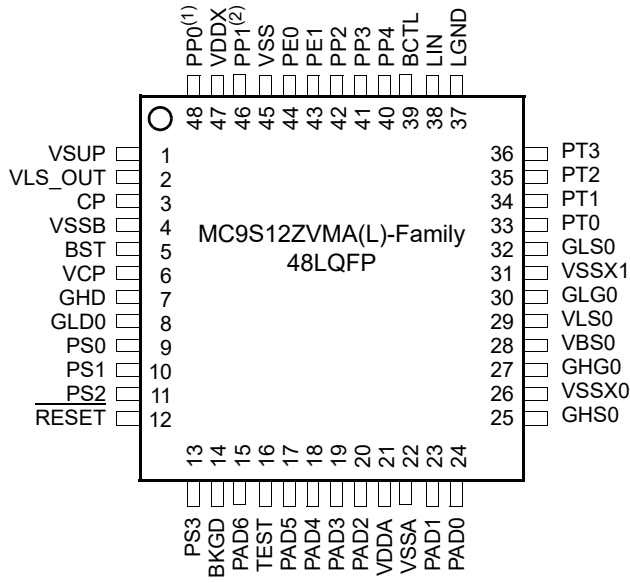 PP0(1)
VDDX
PP1(2)
VSS
PE0
PE1
PP2
PP3
PP4
BCTL
LIN
LGND
48
47
46
45
44
43
42
41
40
39
38
37
VSUP 1
VLS_OUT 2
CP 3
VSSB 4
BST 5
VCP 6
GHD 7
GLD0 8
PS0 9
PS1 10
PS2 11
RESET 12
MC9S12ZVMA(L)-Family
48LQFP
36 PT3
35 PT2
34 PT1
33 PT0
32 GLS0
31 VSSX1
30 GLG0
29 VLS0
28 VBS0
27 GHG0
26 VSSX0
25 GHS0
13
14
15
16
17
18
19
20
21
22
23
24
PS3
BKGD
PAD6
TEST
PAD5
PAD4
PAD3
PAD2
VDDA
VSSA
PAD1
PAD0